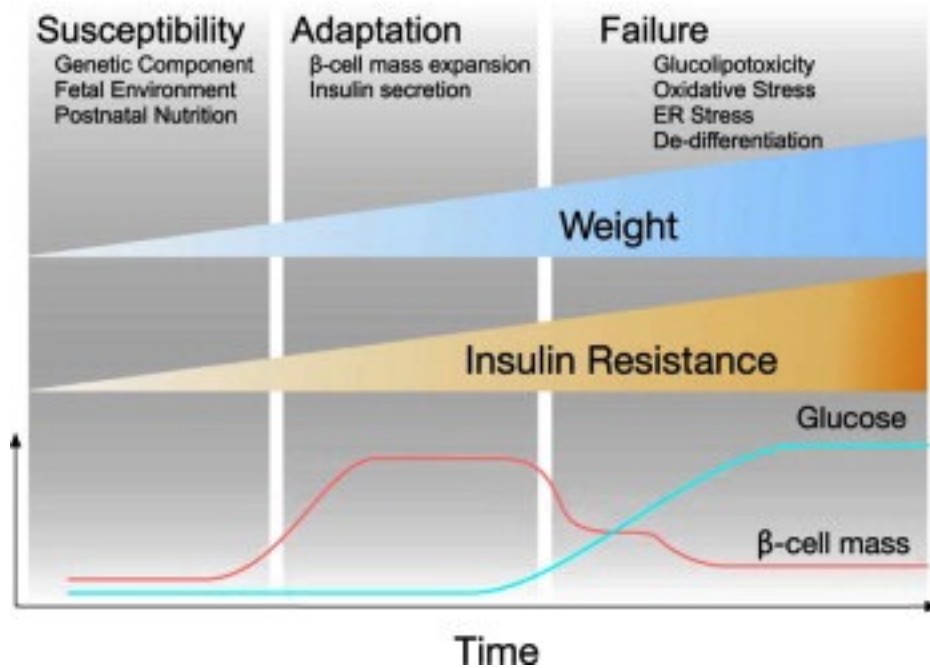 Susceptibility
Genetic Component
Fetal Environment
Postnatal Nutrition
Adaptation
β-cell mass expansion
Insulin secretion
Failure
Glucolipotoxicity
Oxidative Stress
ER Stress
De-differentiation
Weight
Insulin Resistance
Glucose
β-cell mass
Time